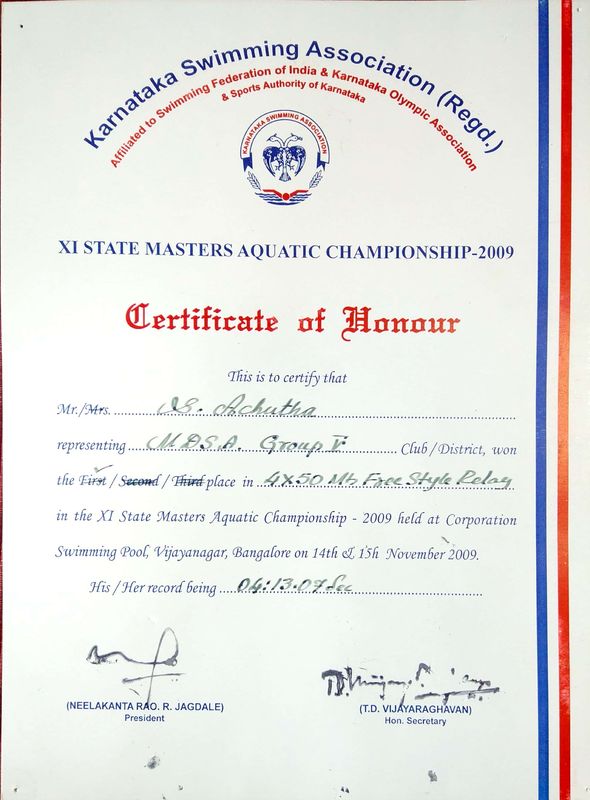 Karnataka Swimming Association (Regd.)
Affiliated to Swimming Federation of India & Karnataka Olympic Association
& Sports Authority of Karnataka
KARNATAKA SWIMMING ASSOCIATION
XI STATE MASTERS AQUATIC CHAMPIONSHIP-2009
Certificate of Honour
This is to certify that
Mr./Mrs. Achutha
representing M.D.S.A. Group V Club / District, won
the First / Second / Third place in 4x50 Mts Free Style Relay
in the XI State Masters Aquatic Championship - 2009 held at Corporation
Swimming Pool, Vijayanagar, Bangalore on 14th & 15h November 2009.
His / Her record being 04:13.07 Sec
(NEELAKANTA RAO. R. JAGDALE)
President
(T.D. VIJAYARAGHAVAN)
Hon. Secretary